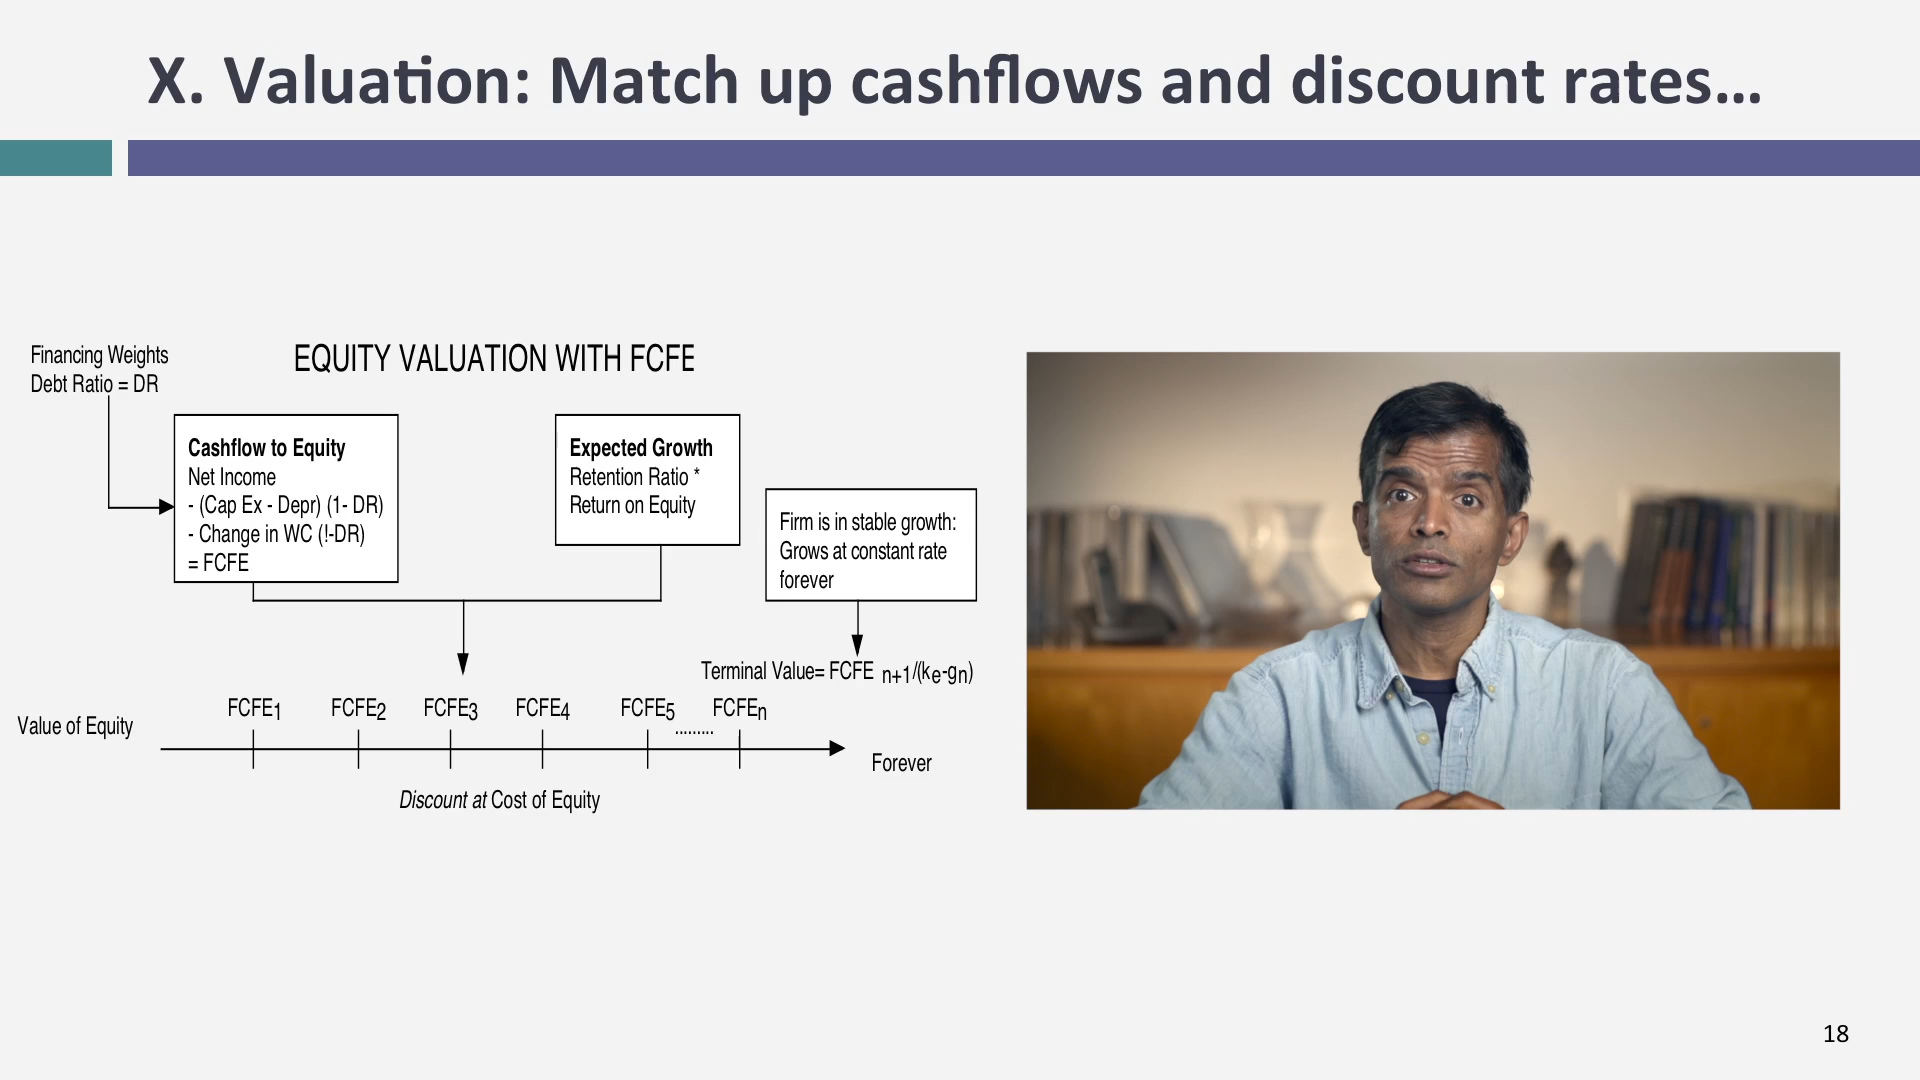 X. Valuation: Match up cashflows and discount rates…
Financing Weights
Debt Ratio = DR
EQUITY VALUATION WITH FCFE
Cashflow to Equity
Net Income
- (Cap Ex - Depr) (1- DR)
- Change in WC (!-DR)
= FCFE
Expected Growth
Retention Ratio *
Return on Equity
Firm is in stable growth:
Grows at constant rate
forever
Terminal Value= FCFE n+1/(ke-gn)
FCFE1 FCFE2 FCFE3 FCFE4 FCFE5 ......... FCFEn
Value of Equity
Forever
Discount at Cost of Equity
18